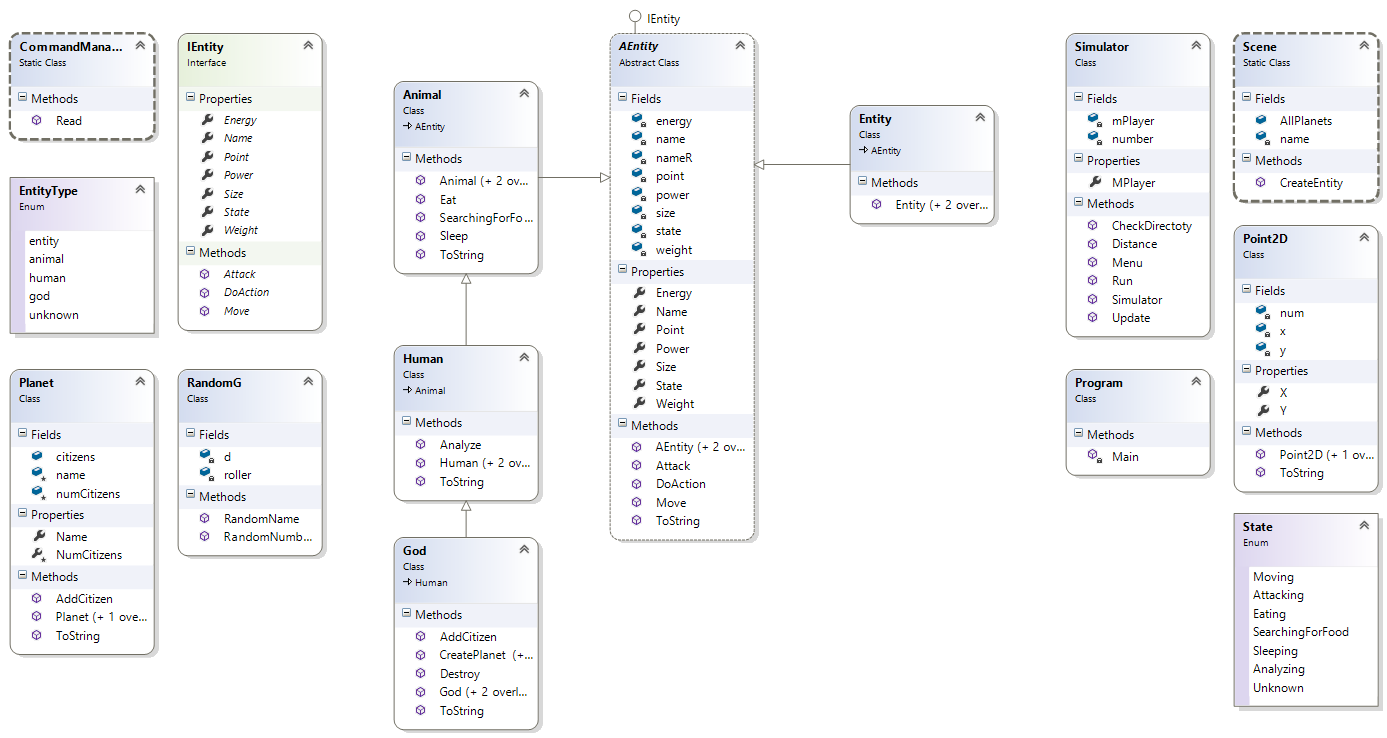 CommandMana...
Static Class
Methods
Read
EntityType
Enum
entity
animal
human
god
unknown
Planet
Class
Fields
citizens
name
numCitizens
Properties
Name
NumCitizens
Methods
AddCitizen
Planet (+ 1 ove...
ToString
IEntity
Interface
Properties
Energy
Name
Point
Power
Size
State
Weight
Methods
Attack
DoAction
Move
RandomG
Class
Fields
d
roller
Methods
RandomName
RandomNumb...
Animal
Class
AEntity
Methods
Animal (+ 2 ov...
Eat
SearchingForFo...
Sleep
ToString
Human
Class
Animal
Methods
Analyze
Human (+ 2 ov...
ToString
God
Class
Human
Methods
AddCitizen
CreatePlanet (+...
Destroy
God (+ 2 overl...
ToString
IEntity
AEntity
Abstract Class
Fields
energy
name
nameR
point
power
size
state
weight
Properties
Energy
Name
Point
Power
Size
State
Weight
Methods
AEntity (+ 2 ov...
Attack
DoAction
Move
ToString
Entity
Class
AEntity
Methods
Entity (+ 2 over...
Simulator
Class
Fields
mPlayer
number
Properties
MPlayer
Methods
CheckDirectoty
Distance
Menu
Run
Simulator
Update
Program
Class
Methods
Main
Scene
Static Class
Fields
AllPlanets
name
Methods
CreateEntity
Point2D
Class
Fields
num
x
y
Properties
X
Y
Methods
Point2D (+ 1 ov...
ToString
State
Enum
Moving
Attacking
Eating
SearchingForFood
Sleeping
Analyzing
Unknown